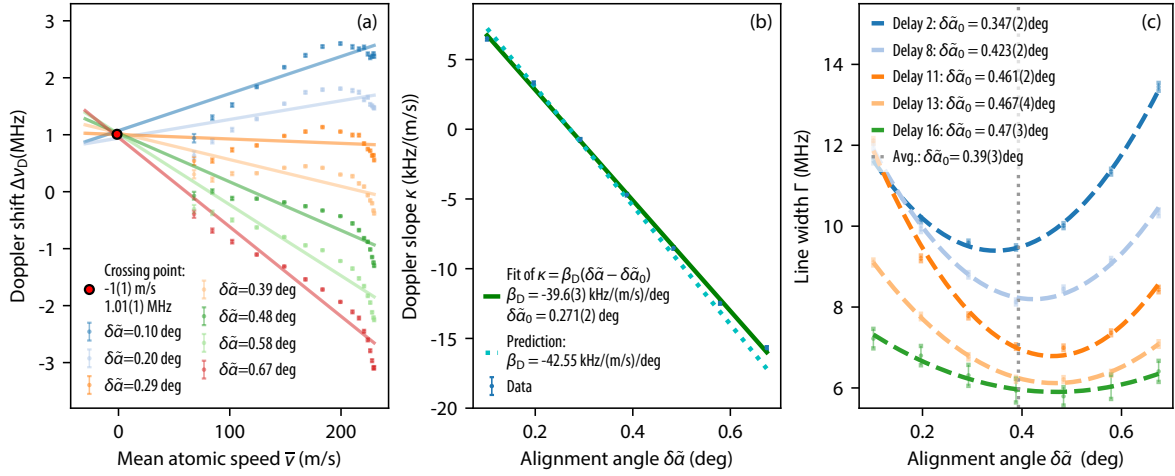 (a)
3
2
1
0
-1
-2
-3
Doppler shift Δν_D(MHz)
Crossing point:
-1(1) m/s
1.01(1) MHz
δα̃ = 0.10 deg
δα̃ = 0.20 deg
δα̃ = 0.29 deg
δα̃ = 0.39 deg
δα̃ = 0.48 deg
δα̃ = 0.58 deg
δα̃ = 0.67 deg
0 100 200
Mean atomic speed v̅ (m/s)
(b)
5
0
-5
-10
-15
-20
Doppler slope κ (kHz/(m/s))
Fit of κ = β_D(δα̃ − δα̃₀)
β_D = -39.6(3) kHz/(m/s)/deg
δα̃₀ = 0.271(2) deg
Prediction:
β_D = -42.55 kHz/(m/s)/deg
Data
0.2 0.4 0.6
Alignment angle δα̃ (deg)
(c)
14
12
10
8
6
Line width Γ (MHz)
Delay 2: δα̃₀ = 0.347(2)deg
Delay 8: δα̃₀ = 0.423(2)deg
Delay 11: δα̃₀ = 0.461(2)deg
Delay 13: δα̃₀ = 0.467(4)deg
Delay 16: δα̃₀ = 0.47(3)deg
Avg.: δα̃₀ = 0.39(3)deg
0.2 0.4 0.6
Alignment angle δα̃ (deg)